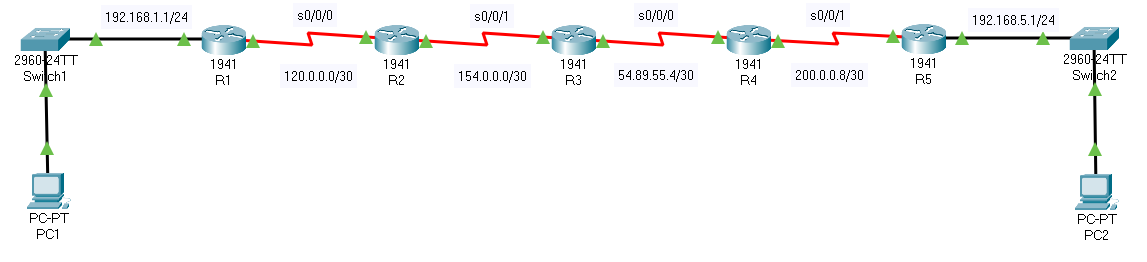 192.168.1.1/24
s0/0/0
s0/0/1
s0/0/0
s0/0/1
192.168.5.1/24
2960-24TT
Switch1
1941
R1
120.0.0.0/30
1941
R2
154.0.0.0/30
1941
R3
54.89.55.4/30
1941
R4
200.0.0.8/30
1941
R5
2960-24TT
Switch2
PC-PT
PC1
PC-PT
PC2